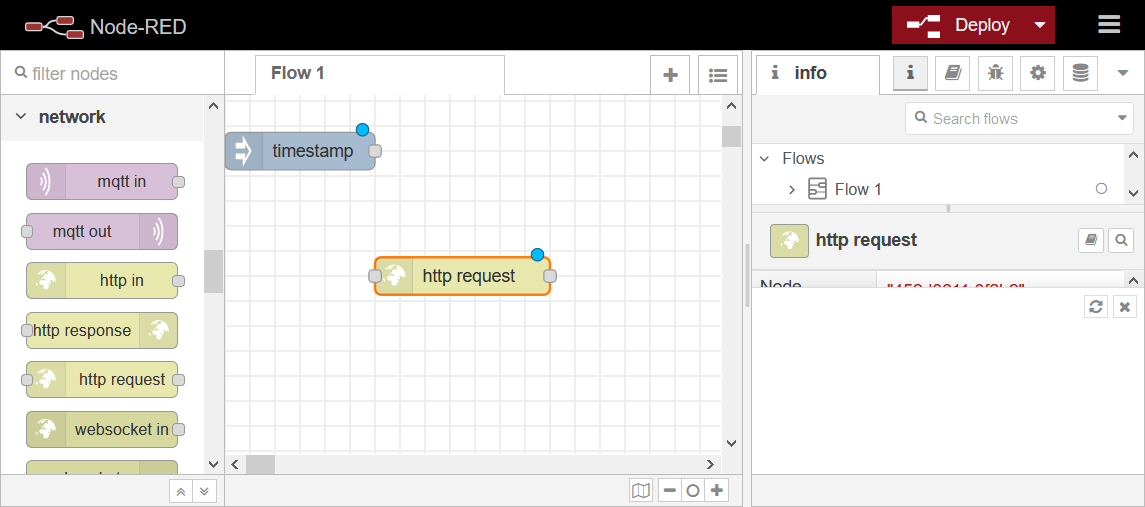 Node-RED
Deploy
filter nodes
network
mqtt in
mqtt out
http in
http response
http request
websocket in
Flow 1
timestamp
http request
info
Search flows
Flows
Flow 1
http request
Node